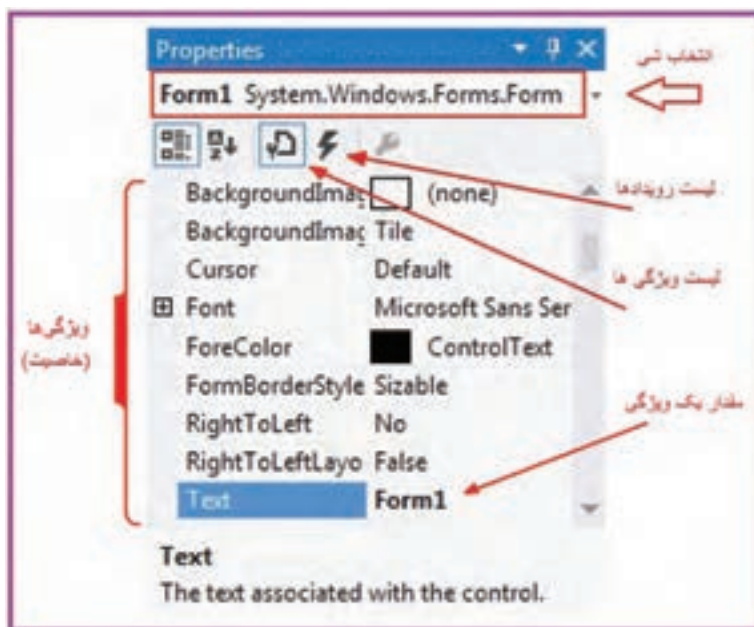 Properties
انتخاب شی
Form1 System.Windows.Forms.Form
لیست رویدادها
BackgroundImag (none)
BackgroundImag Tile
Cursor Default
لیست ویژگی ها
Font Microsoft Sans Ser
ویژگی‌ها
(خاصیت)
ForeColor ControlText
FormBorderStyle Sizable
مقدار یک ویژگی
RightToLeft No
RightToLeftLayo False
Text Form1
Text
The text associated with the control.